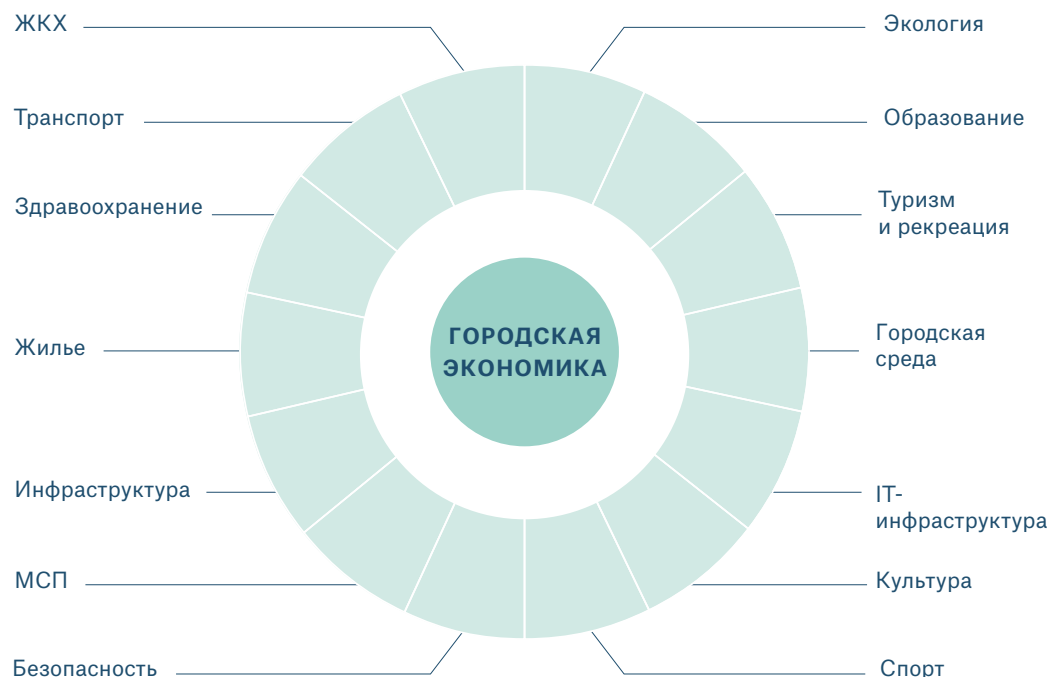 ЖКХ
Экология
Транспорт
Образование
Здравоохранение
Туризм
и рекреация
ГОРОДСКАЯ
ЭКОНОМИКА
Жилье
Городская
среда
Инфраструктура
IT-
инфраструктура
МСП
Культура
Безопасность
Спорт